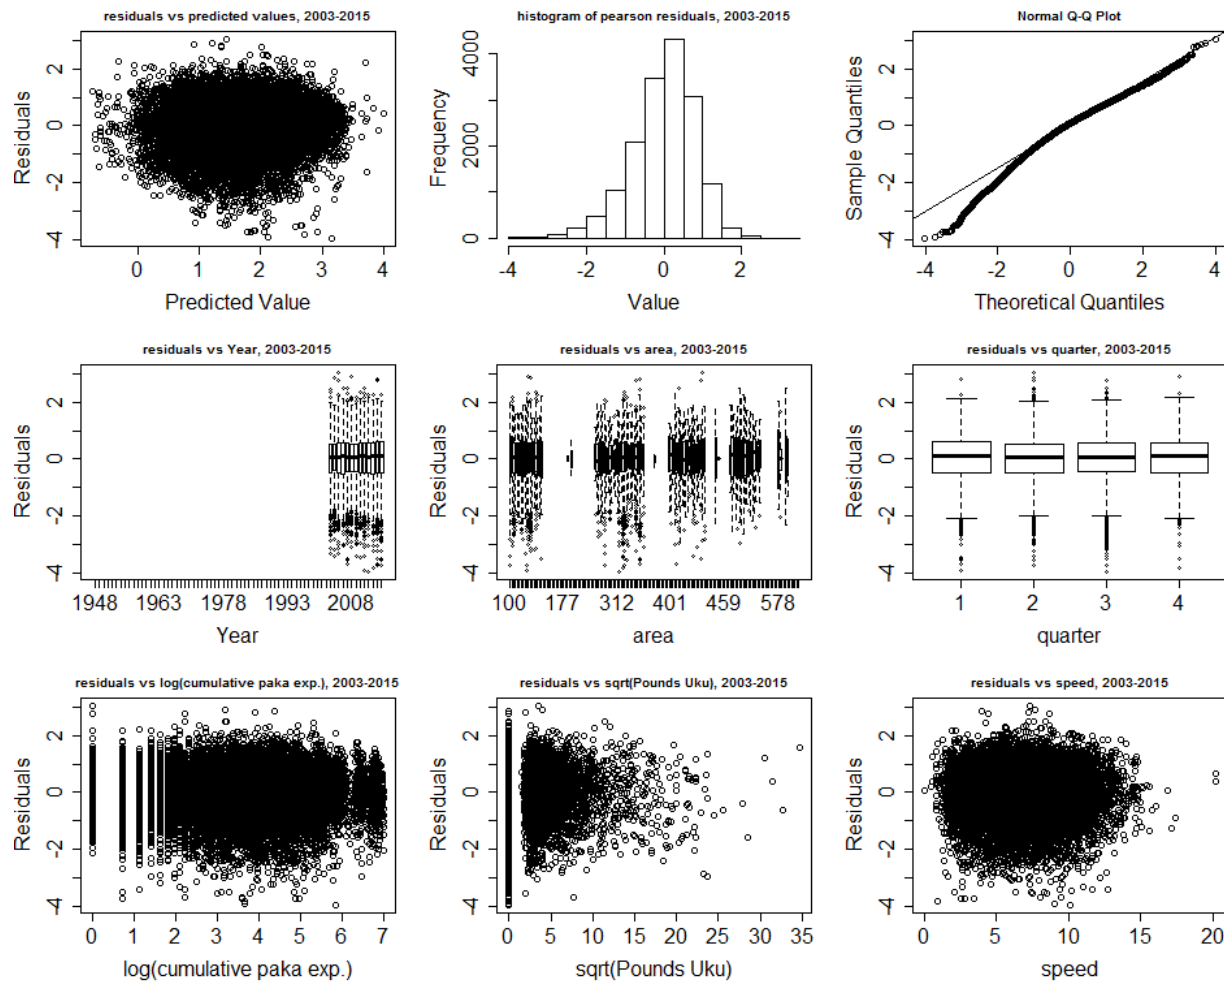 residuals vs predicted values, 2003-2015
Residuals
2
0
-2
-4
0 1 2 3 4
Predicted Value
histogram of pearson residuals, 2003-2015
Frequency
4000
2000
0
-4 -2 0 2
Value
Normal Q-Q Plot
Sample Quantiles
2
0
-2
-4
-4 -2 0 2 4
Theoretical Quantiles
residuals vs Year, 2003-2015
Residuals
2
0
-2
-4
1948 1963 1978 1993 2008
Year
residuals vs area, 2003-2015
Residuals
2
0
-2
-4
100 177 312 401 459 578
area
residuals vs quarter, 2003-2015
Residuals
2
0
-2
-4
1 2 3 4
quarter
residuals vs log(cumulative paka exp.), 2003-2015
Residuals
2
0
-2
-4
0 1 2 3 4 5 6 7
log(cumulative paka exp.)
residuals vs sqrt(Pounds Uku), 2003-2015
Residuals
2
0
-2
-4
0 5 10 15 20 25 30 35
sqrt(Pounds Uku)
residuals vs speed, 2003-2015
Residuals
2
0
-2
-4
0 5 10 15 20
speed